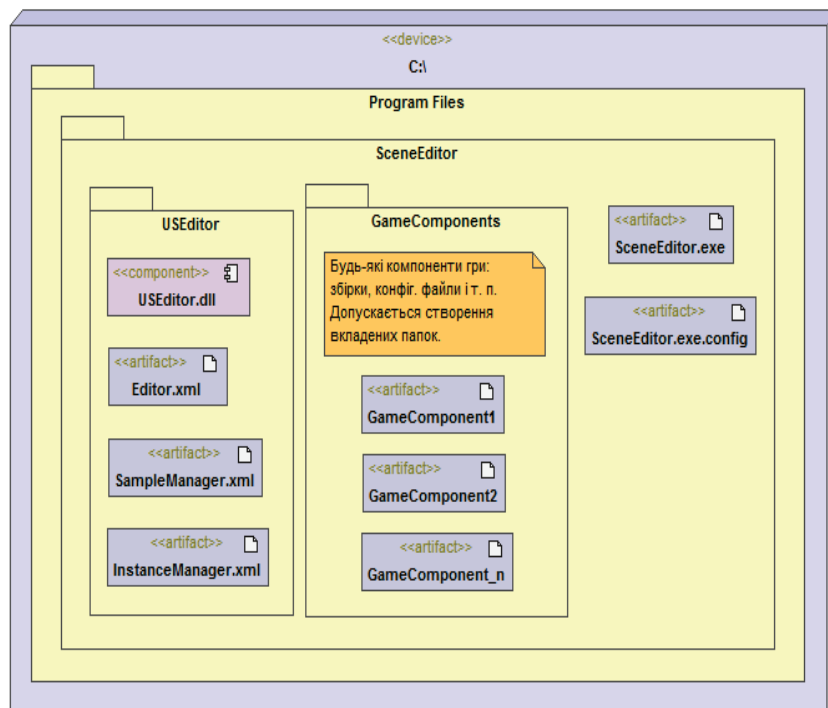 <<device>>
C:\
Program Files
SceneEditor
USEditor
<<component>>
USEditor.dll
<<artifact>>
Editor.xml
<<artifact>>
SampleManager.xml
<<artifact>>
InstanceManager.xml
GameComponents
Будь-які компоненти гри:
збірки, конфіг. файли і т. п.
Допускається створення
вкладених папок.
<<artifact>>
GameComponent1
<<artifact>>
GameComponent2
<<artifact>>
GameComponent_n
<<artifact>>
SceneEditor.exe
<<artifact>>
SceneEditor.exe.config